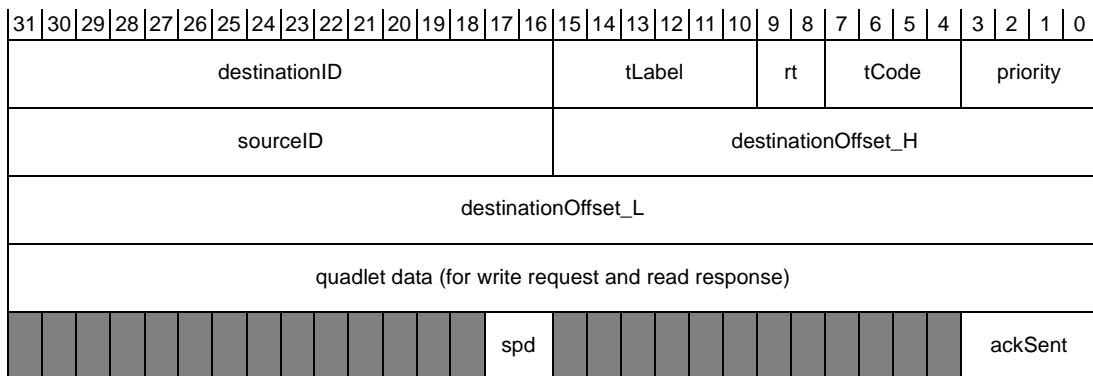 31 30 29 28 27 26 25 24 23 22 21 20 19 18 17 16 15 14 13 12 11 10 9 8 7 6 5 4 3 2 1 0
destinationID tLabel rt tCode priority
sourceID destinationOffset_H
destinationOffset_L
quadlet data (for write request and read response)
spd ackSent